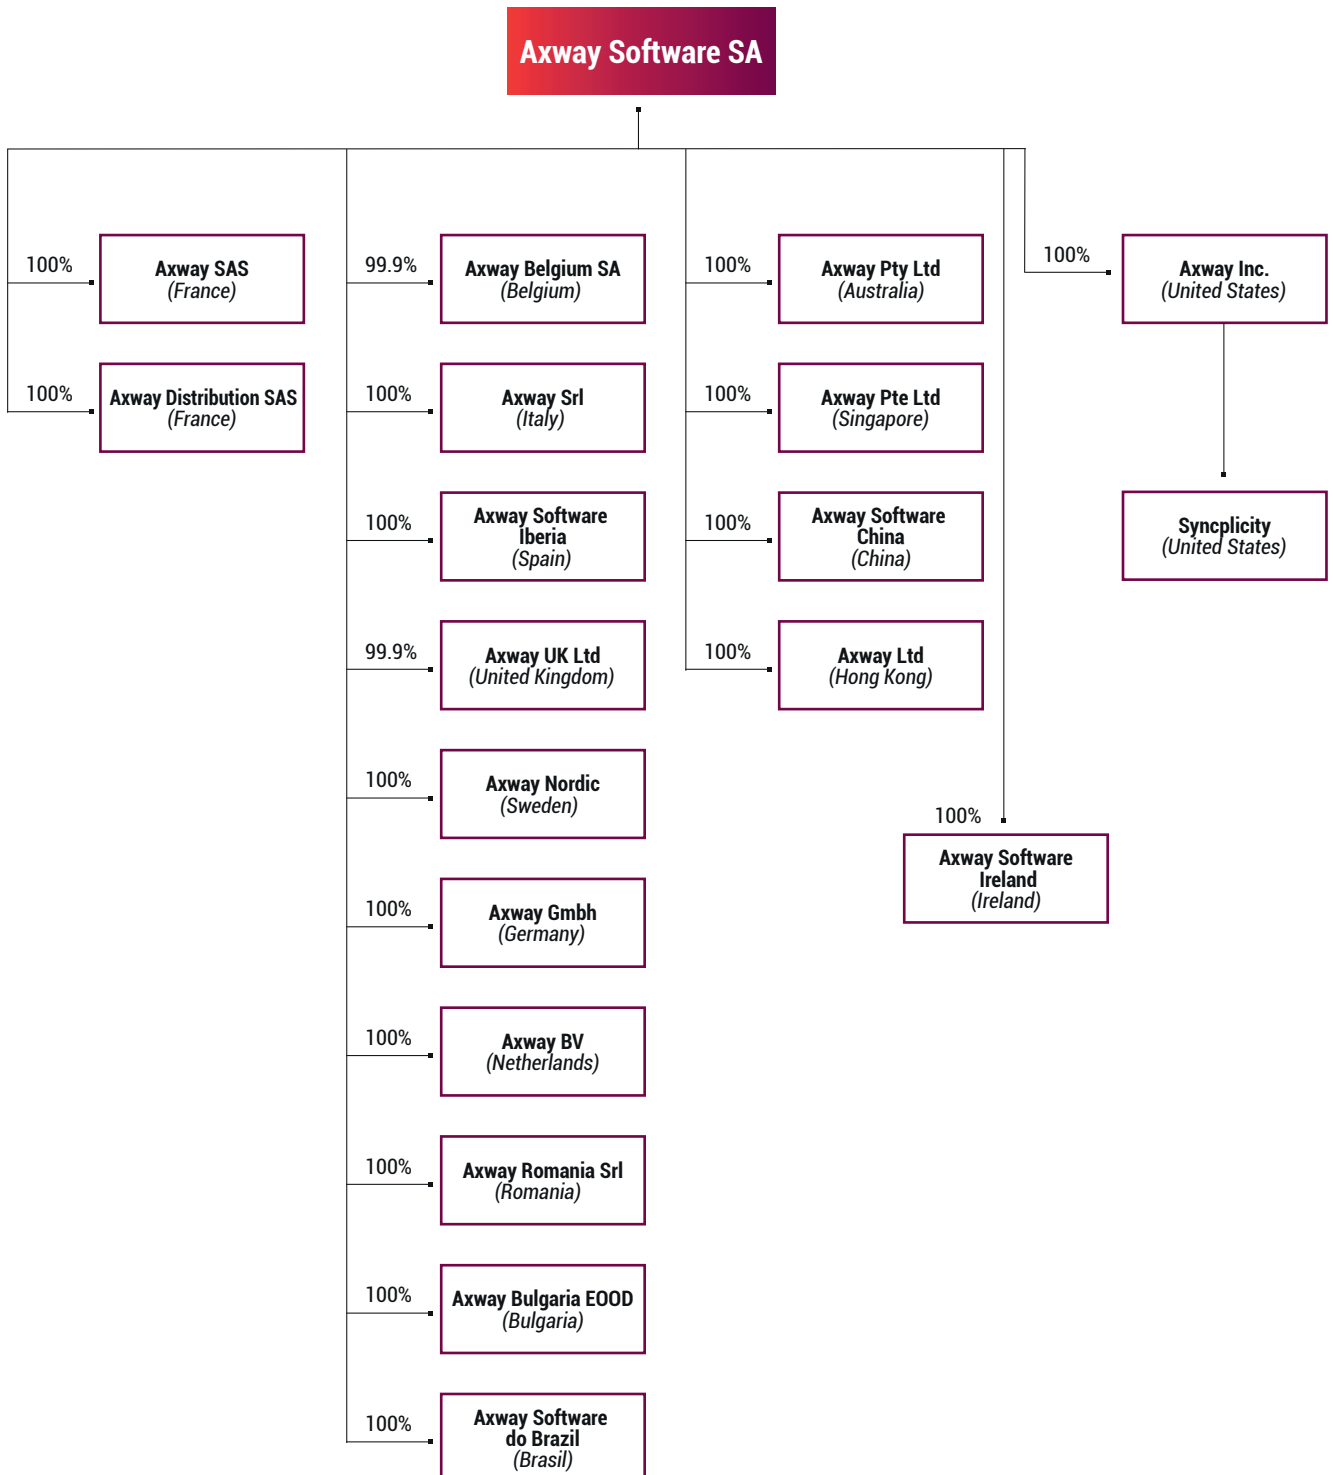 Axway Software SA
100%
Axway SAS
(France)
100%
Axway Distribution SAS
(France)
99.9%
Axway Belgium SA
(Belgium)
100%
Axway Srl
(Italy)
100%
Axway Software
Iberia
(Spain)
99.9%
Axway UK Ltd
(United Kingdom)
100%
Axway Nordic
(Sweden)
100%
Axway Gmbh
(Germany)
100%
Axway BV
(Netherlands)
100%
Axway Romania Srl
(Romania)
100%
Axway Bulgaria EOOD
(Bulgaria)
100%
Axway Software
do Brazil
(Brasil)
100%
Axway Pty Ltd
(Australia)
100%
Axway Pte Ltd
(Singapore)
100%
Axway Software
China
(China)
100%
Axway Ltd
(Hong Kong)
100%
Axway Software
Ireland
(Ireland)
100%
Axway Inc.
(United States)
Syncplicity
(United States)